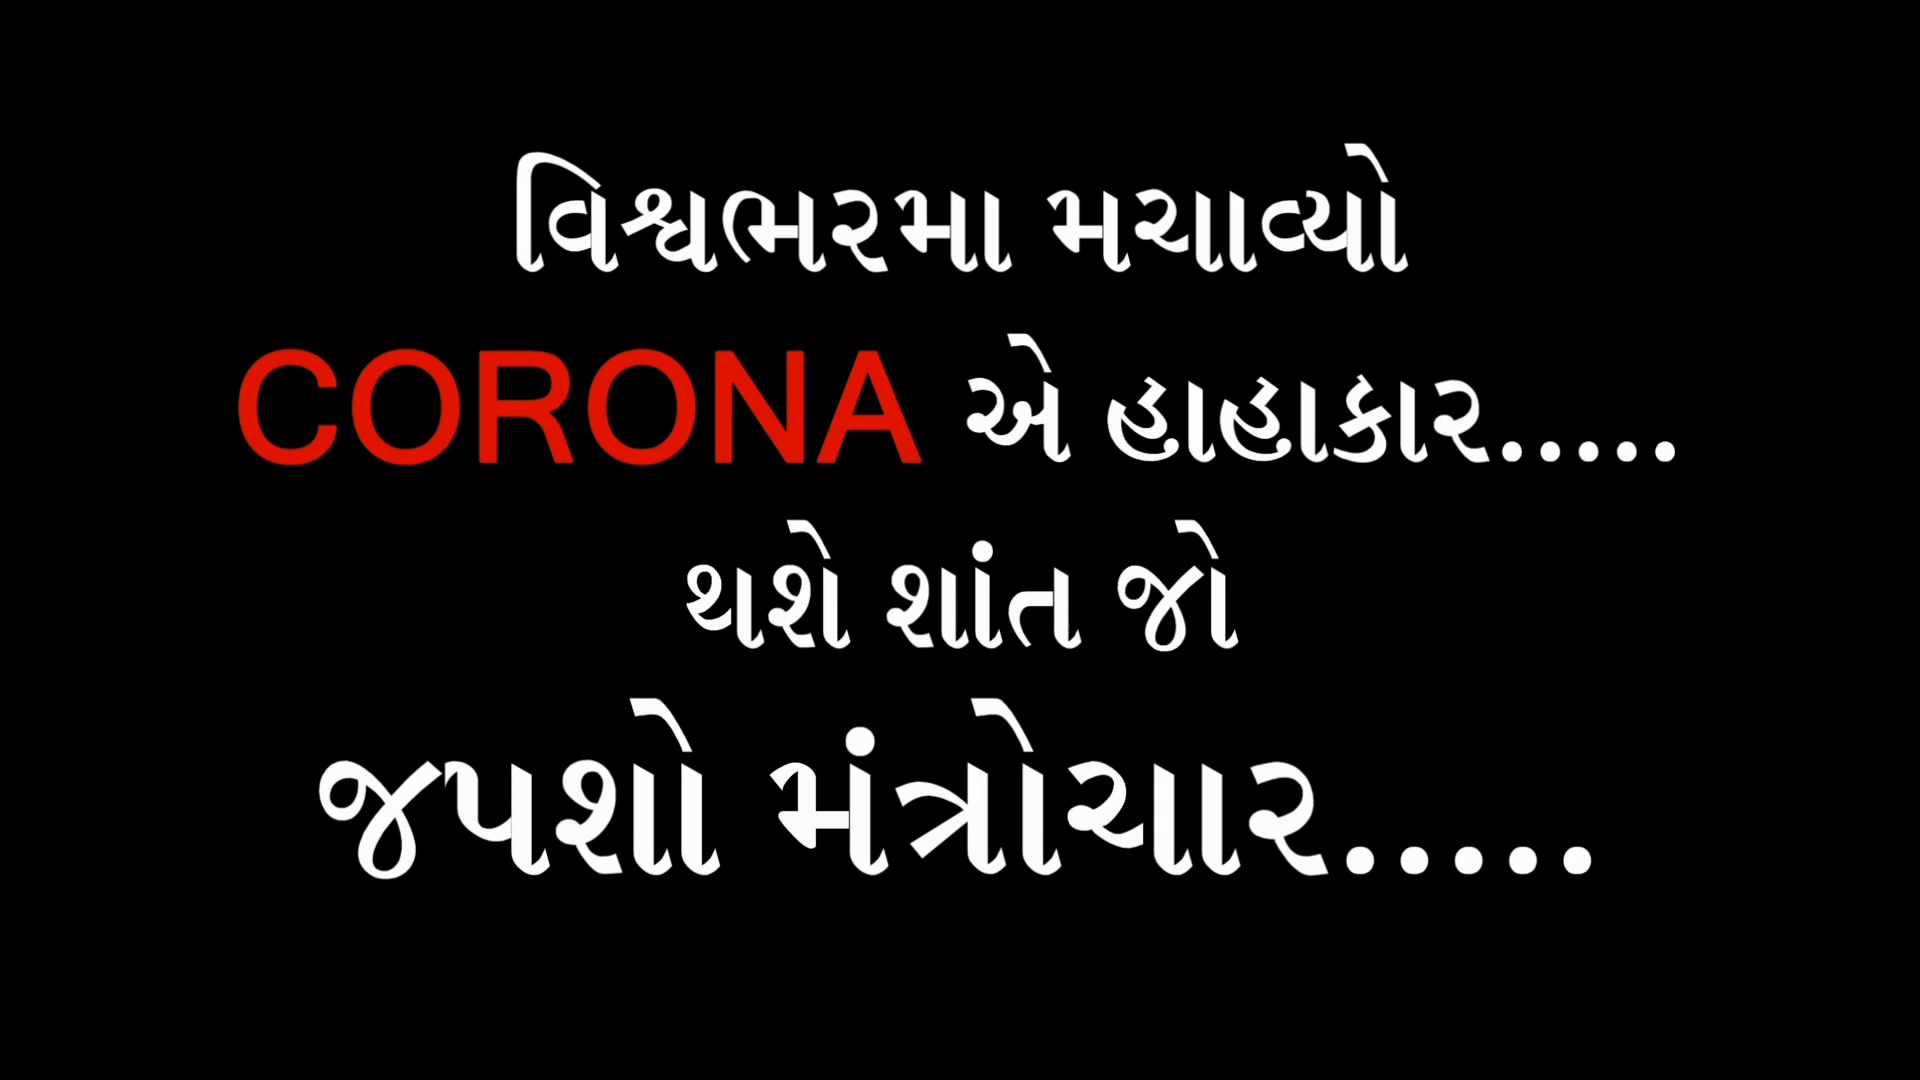 વિશ્વભરમા મચાવ્યો
CORONA એ હાહાકાર.....
થશે શાંત જો
જપશો મંત્રોચાર.....